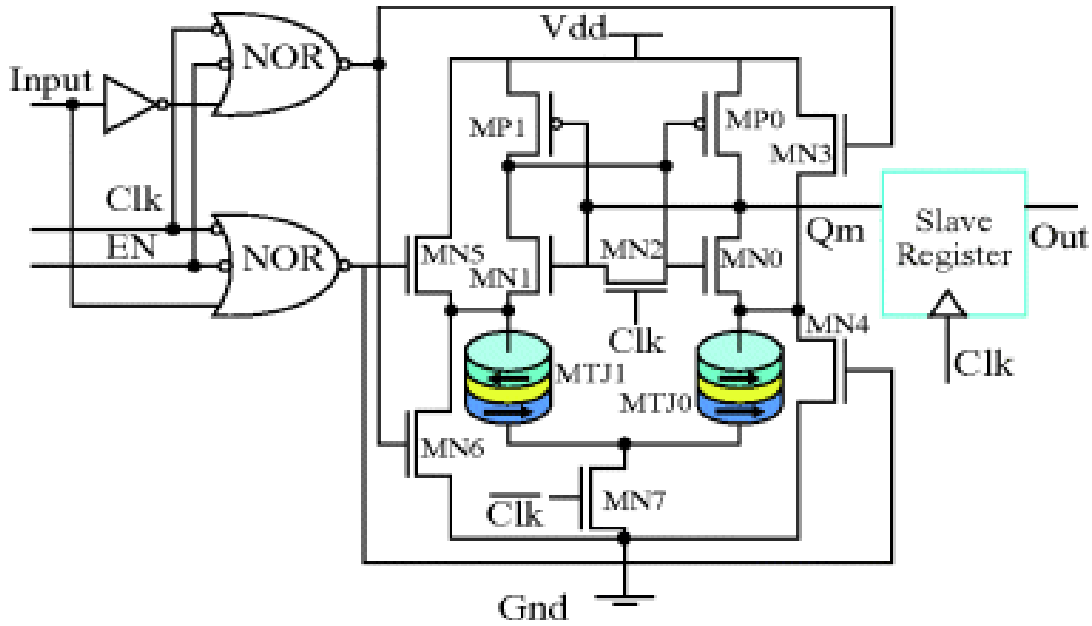 NOR
Vdd
Input
MP1
MP0
MN3
Clk
EN
NOR
MN5
MN1
MN2
MN0
Qm
Slave
Register
Out
Clk
MN4
Clk
MTJ1
MTJ0
MN6
Clk
MN7
Gnd